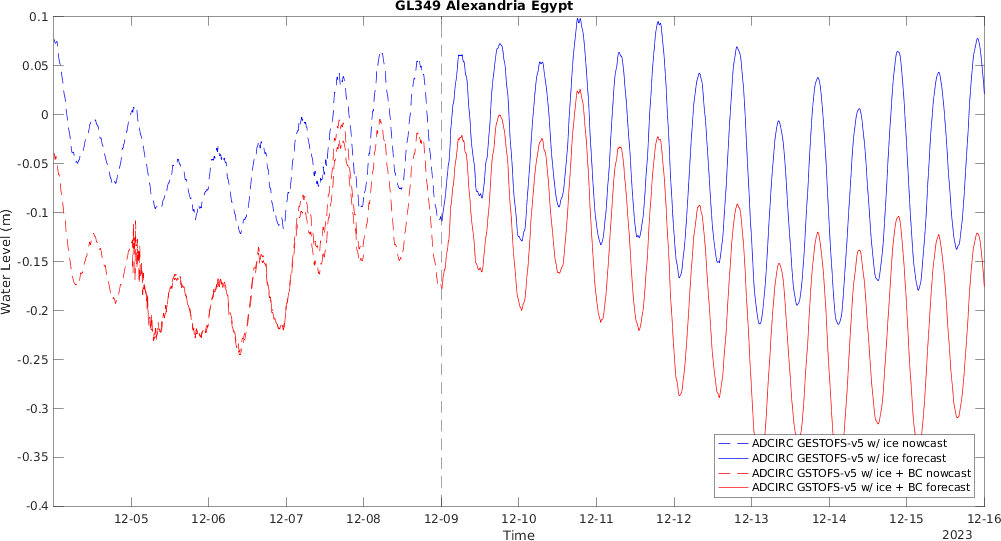 GL349 Alexandria Egypt
0.1
0.05
0
-0.05
-0.1
-0.15
-0.2
-0.25
-0.3
-0.35
-0.4
Water Level (m)
ADCIRC GESTOFS-v5 w/ ice nowcast
ADCIRC GESTOFS-v5 w/ ice forecast
ADCIRC GSTOFS-v5 w/ ice + BC nowcast
ADCIRC GSTOFS-v5 w/ ice + BC forecast
12-05 12-06 12-07 12-08 12-09 12-10 12-11 12-12 12-13 12-14 12-15 12-16
Time
2023